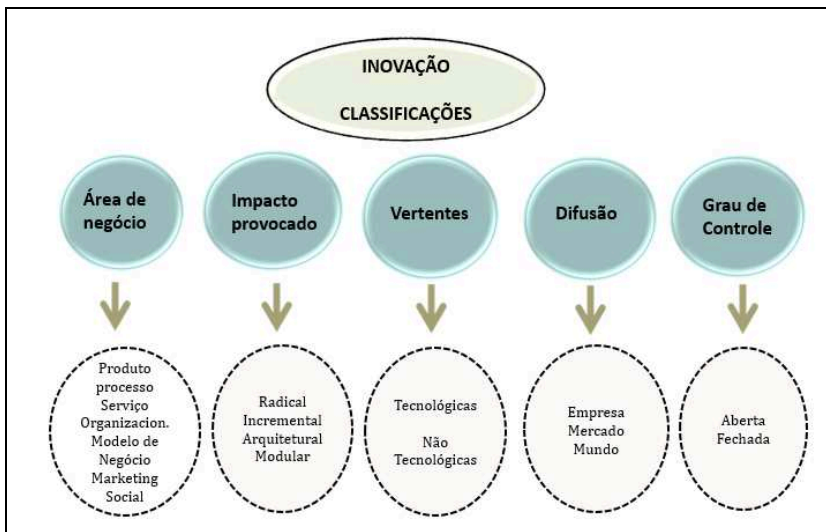 INOVAÇÃO
CLASSIFICAÇÕES
Área de
negócio
Impacto
provocado
Vertentes
Difusão
Grau de
Controle
Produto
processo
Serviço
Organizacion.
Modelo de
Negócio
Marketing
Social
Radical
Incremental
Arquitetural
Modular
Tecnológicas
Não
Tecnológicas
Empresa
Mercado
Mundo
Aberta
Fechada